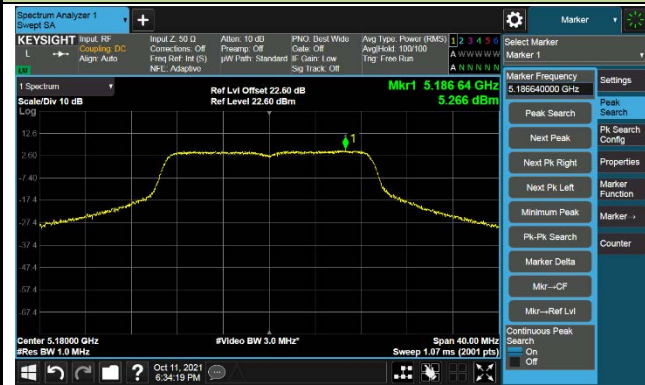 Spectrum Analyzer 1
Swept SA
+
Marker
KEYSIGHT
L
Input: RF
Coupling: DC
Align: Auto
Input Z: 50 Ω
Corrections: Off
Freq Ref: Int (S)
NFE: Adaptive
Atten: 10 dB
Preamp: Off
µW Path: Standard
PNO: Best Wide
Gate: Off
IF Gain: Low
Sig Track: Off
Avg Type: Power (RMS)
Avg|Hold: 100/100
Trig: Free Run
1 2 3 4 5 6
A W W W W W
A N N N N N
Select Marker
Marker 1
1 Spectrum
Scale/Div 10 dB
Log
Ref Lvl Offset 22.60 dB
Ref Level 22.60 dBm
Mkr1 5.186 64 GHz
5.266 dBm
12.6
2.60
-7.40
-17.4
-27.4
-37.4
-47.4
-57.4
-67.4
1
Center 5.18000 GHz
#Res BW 1.0 MHz
#Video BW 3.0 MHz*
Span 40.00 MHz
Sweep 1.07 ms (2001 pts)
Marker Frequency
5.186640000 GHz
Peak Search
Next Peak
Next Pk Right
Next Pk Left
Minimum Peak
Pk-Pk Search
Marker Delta
Mkr→CF
Mkr→Ref Lvl
Continuous Peak
Search
On
Off
Settings
Peak
Search
Pk Search
Config
Properties
Marker
Function
Marker→
Counter
?
Oct 11, 2021
6:34:19 PM